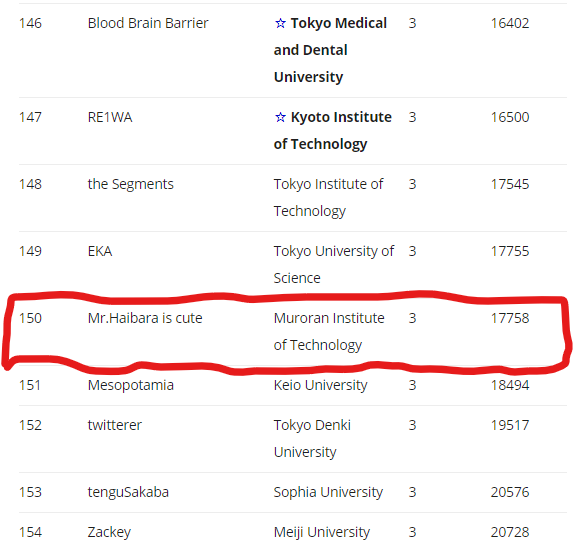 146 Blood Brain Barrier ☆ Tokyo Medical 3 16402
and Dental
University
147 RE1WA ☆ Kyoto Institute 3 16500
of Technology
148 the Segments Tokyo Institute of 3 17545
Technology
149 EKA Tokyo University of 3 17755
Science
150 Mr.Haibara is cute Muroran Institute 3 17758
of Technology
151 Mesopotamia Keio University 3 18494
152 twitterer Tokyo Denki 3 19517
University
153 tenguSakaba Sophia University 3 20576
154 Zackey Meiji University 3 20728